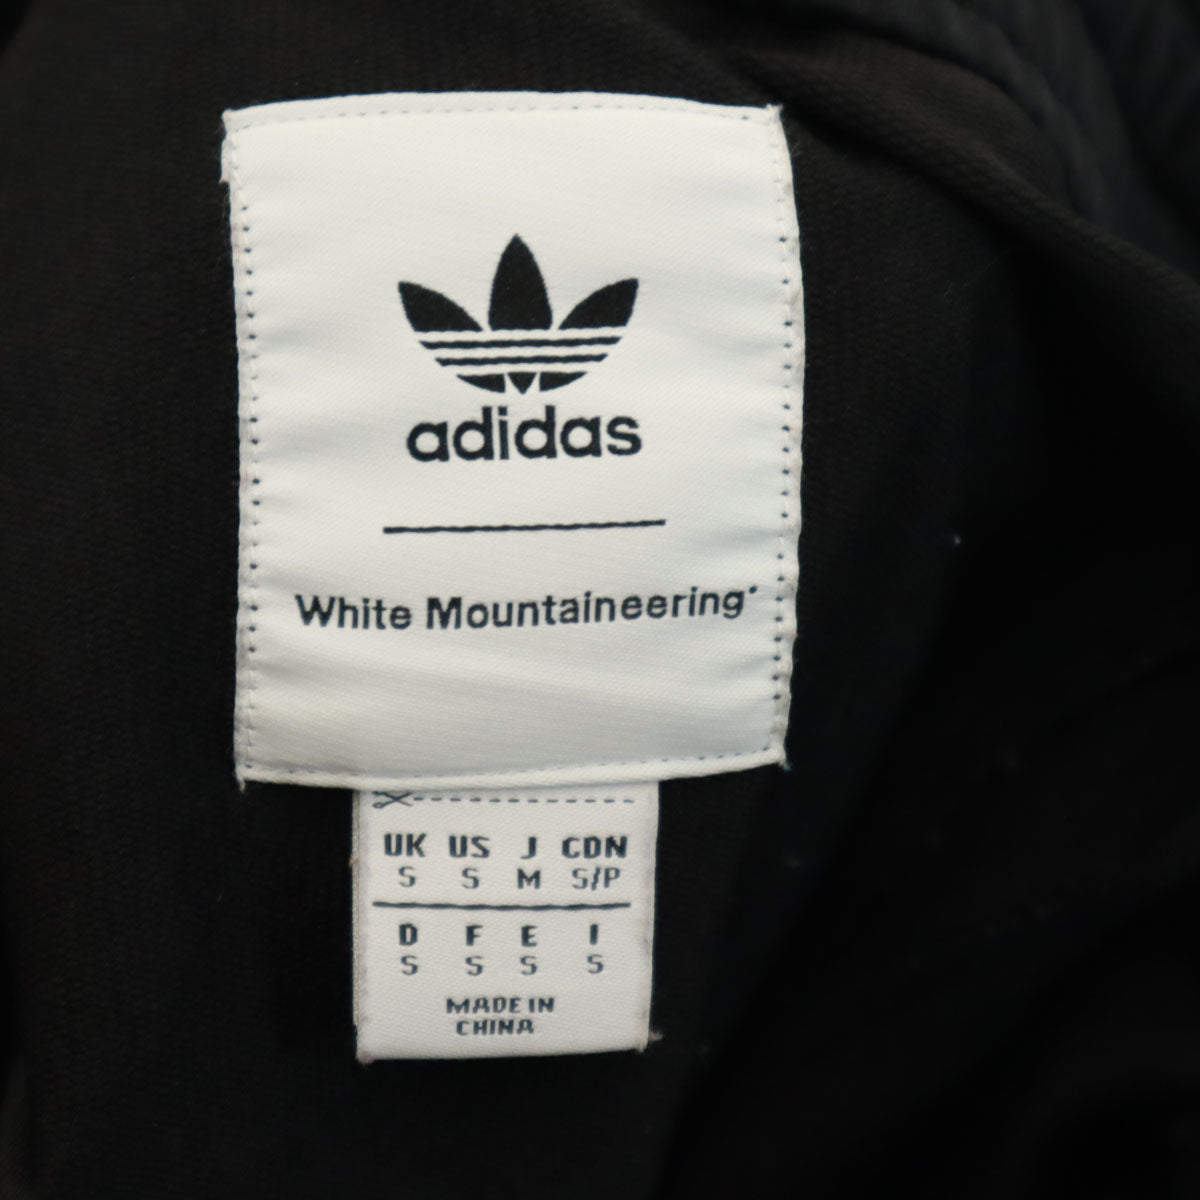 adidas
White Mountaineering
UK US J CDN
S S M S/P
D F E I
S S S S
MADE IN
CHINA